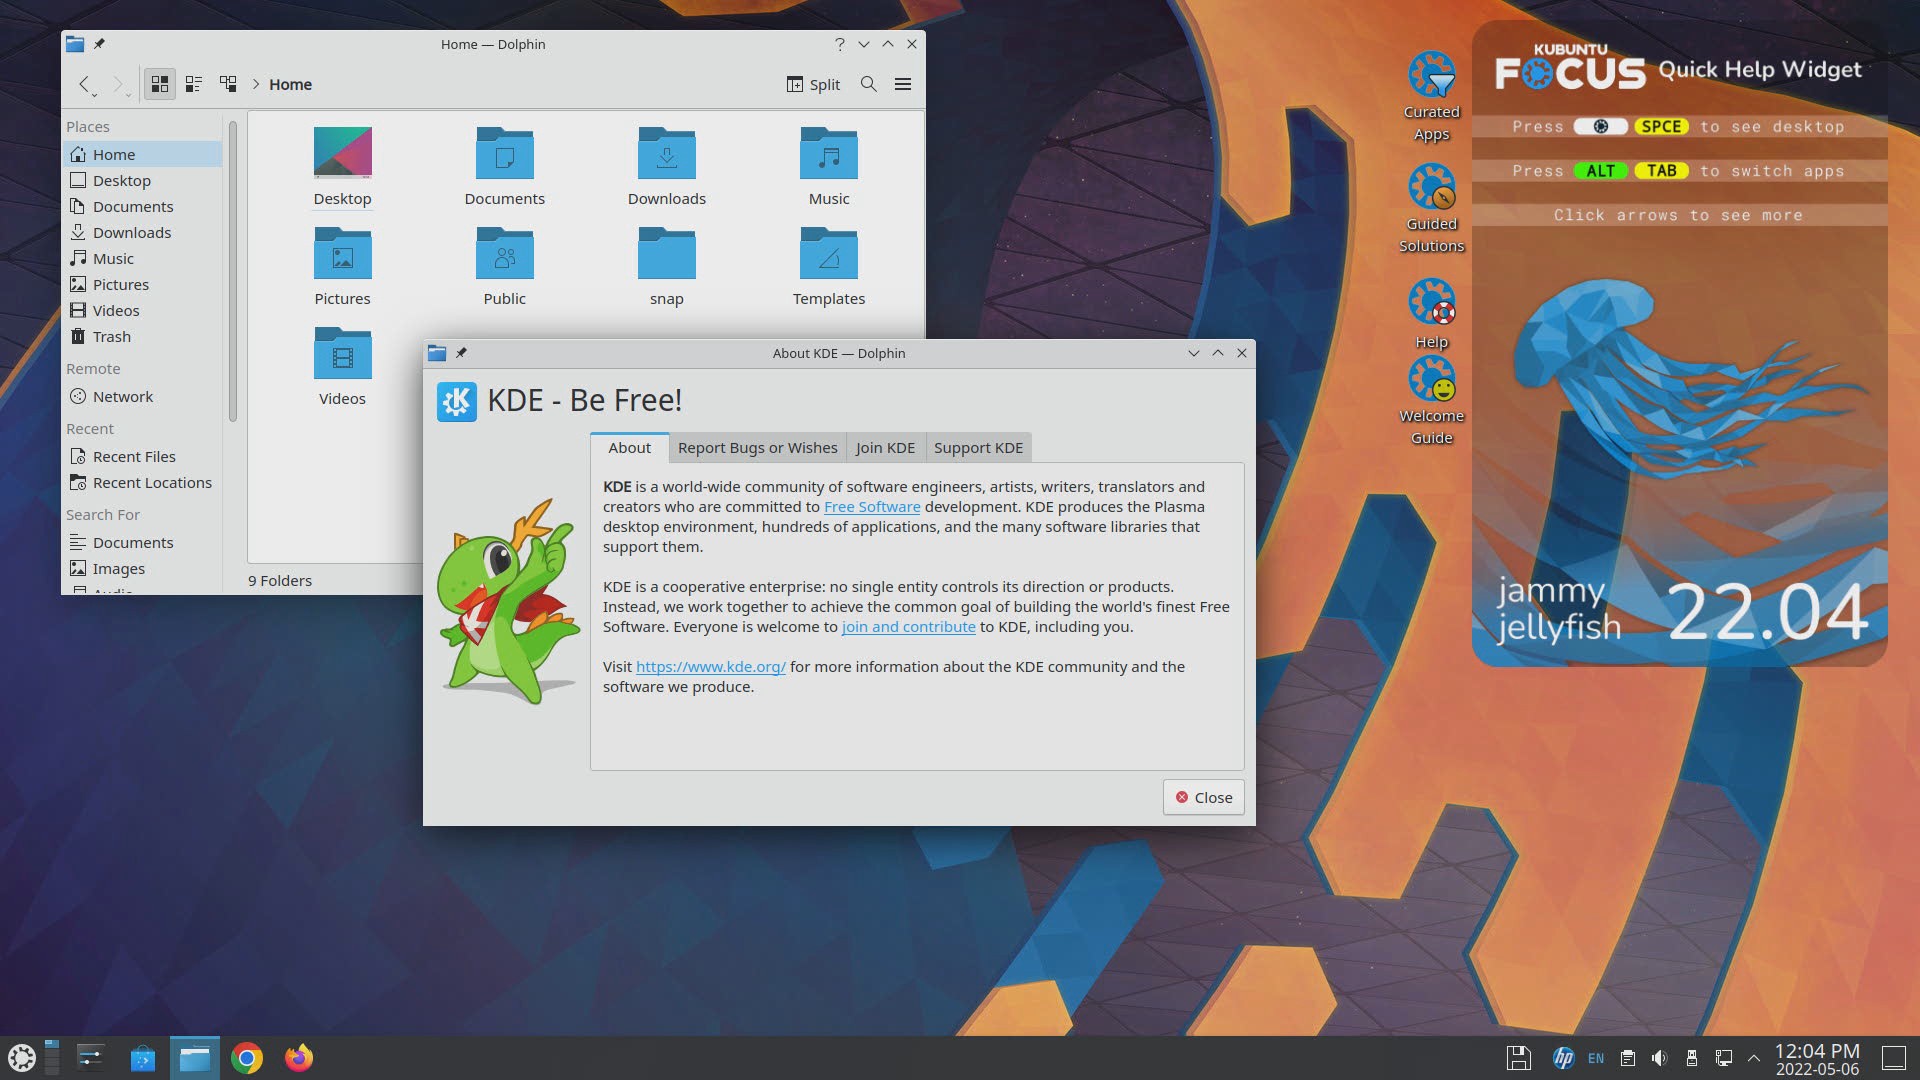 Home — Dolphin
Home
Split
Places
Home
Desktop
Documents
Downloads
Music
Pictures
Videos
Trash
Remote
Network
Recent
Recent Files
Recent Locations
Search For
Documents
Images
Desktop
Documents
Downloads
Music
Pictures
Public
snap
Templates
Videos
9 Folders
About KDE — Dolphin
KDE - Be Free!
About
Report Bugs or Wishes
Join KDE
Support KDE
KDE is a world-wide community of software engineers, artists, writers, translators and
creators who are committed to Free Software development. KDE produces the Plasma
desktop environment, hundreds of applications, and the many software libraries that
support them.
KDE is a cooperative enterprise: no single entity controls its direction or products.
Instead, we work together to achieve the common goal of building the world's finest Free
Software. Everyone is welcome to join and contribute to KDE, including you.
Visit https://www.kde.org/ for more information about the KDE community and the
software we produce.
Close
Curated
Apps
Guided
Solutions
Help
Welcome
Guide
KUBUNTU
FOCUS Quick Help Widget
Press SPCE to see desktop
Press ALT TAB to switch apps
Click arrows to see more
jammy
jellyfish
22.04
hp
EN
12:04 PM
2022-05-06